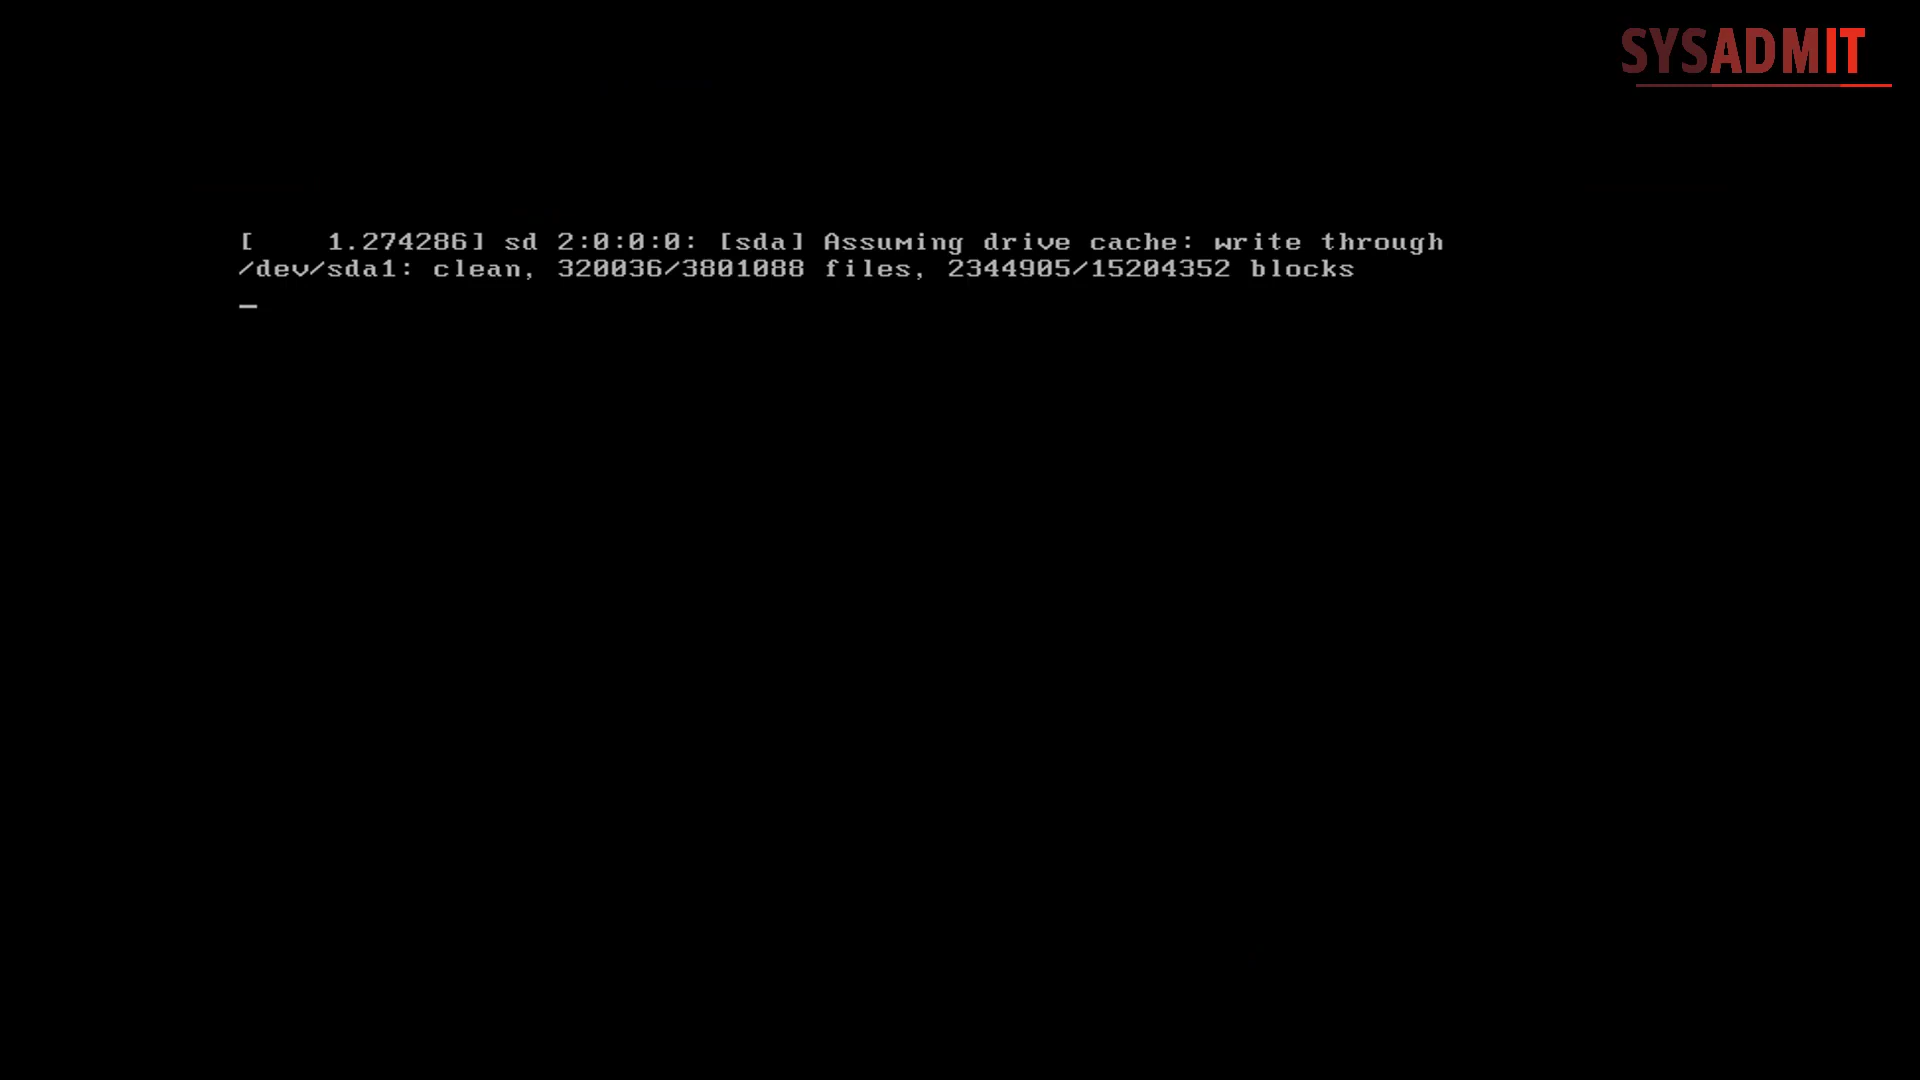 SYSADMIT
[    1.274286] sd 2:0:0:0: [sda] Assuming drive cache: write through
/dev/sda1: clean, 320036/3801088 files, 2344905/15204352 blocks
_